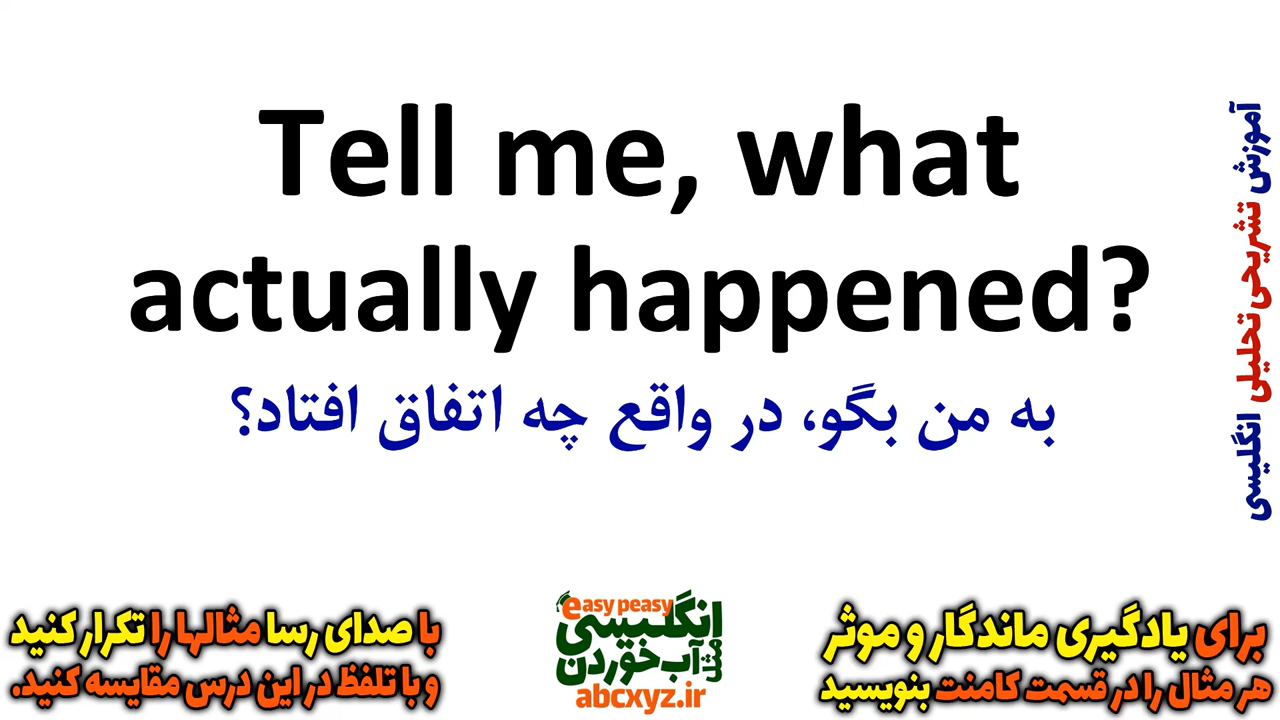 Tell me, what
actually happened?
به من بگو، در واقع چه اتفاق افتاد؟
آموزش تشریحی تحلیلی انگلیسی
با صدای رسا مثالها را تکرار کنید
و با تلفظ در این درس مقایسه کنید.
easy peasy
انگلیسی
مثل آب خوردن
abcxyz.ir
برای یادگیری ماندگار و موثر
هر مثال را در قسمت کامنت بنویسید